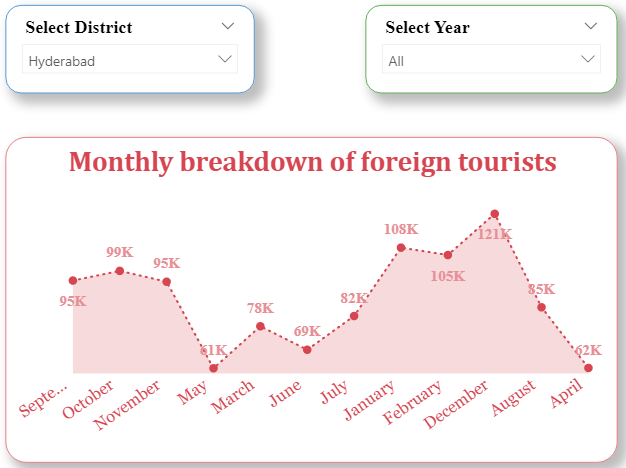 Select District
Hyderabad
Select Year
All
Monthly breakdown of foreign tourists
95K
99K
95K
61K
78K
69K
82K
108K
105K
121K
85K
62K
Septe...
October
November
May
March
June
July
January
February
December
August
April